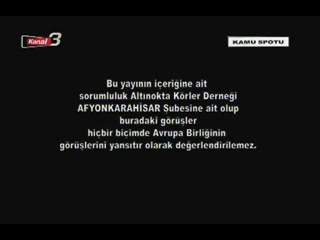 Kanal 3
KAMU SPOTU
Bu yayının içeriğine ait
sorumluluk Altınokta Körler Derneği
AFYONKARAHİSAR Şubesine ait olup
buradaki görüşler
hiçbir biçimde Avrupa Birliğinin
görüşlerini yansıtır olarak değerlendirilemez.